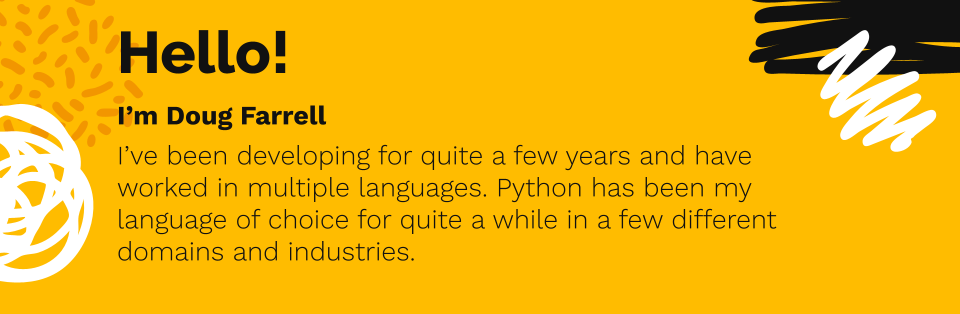 Hello!
I’m Doug Farrell
I’ve been developing for quite a few years and have
worked in multiple languages. Python has been my
language of choice for quite a while in a few different
domains and industries.